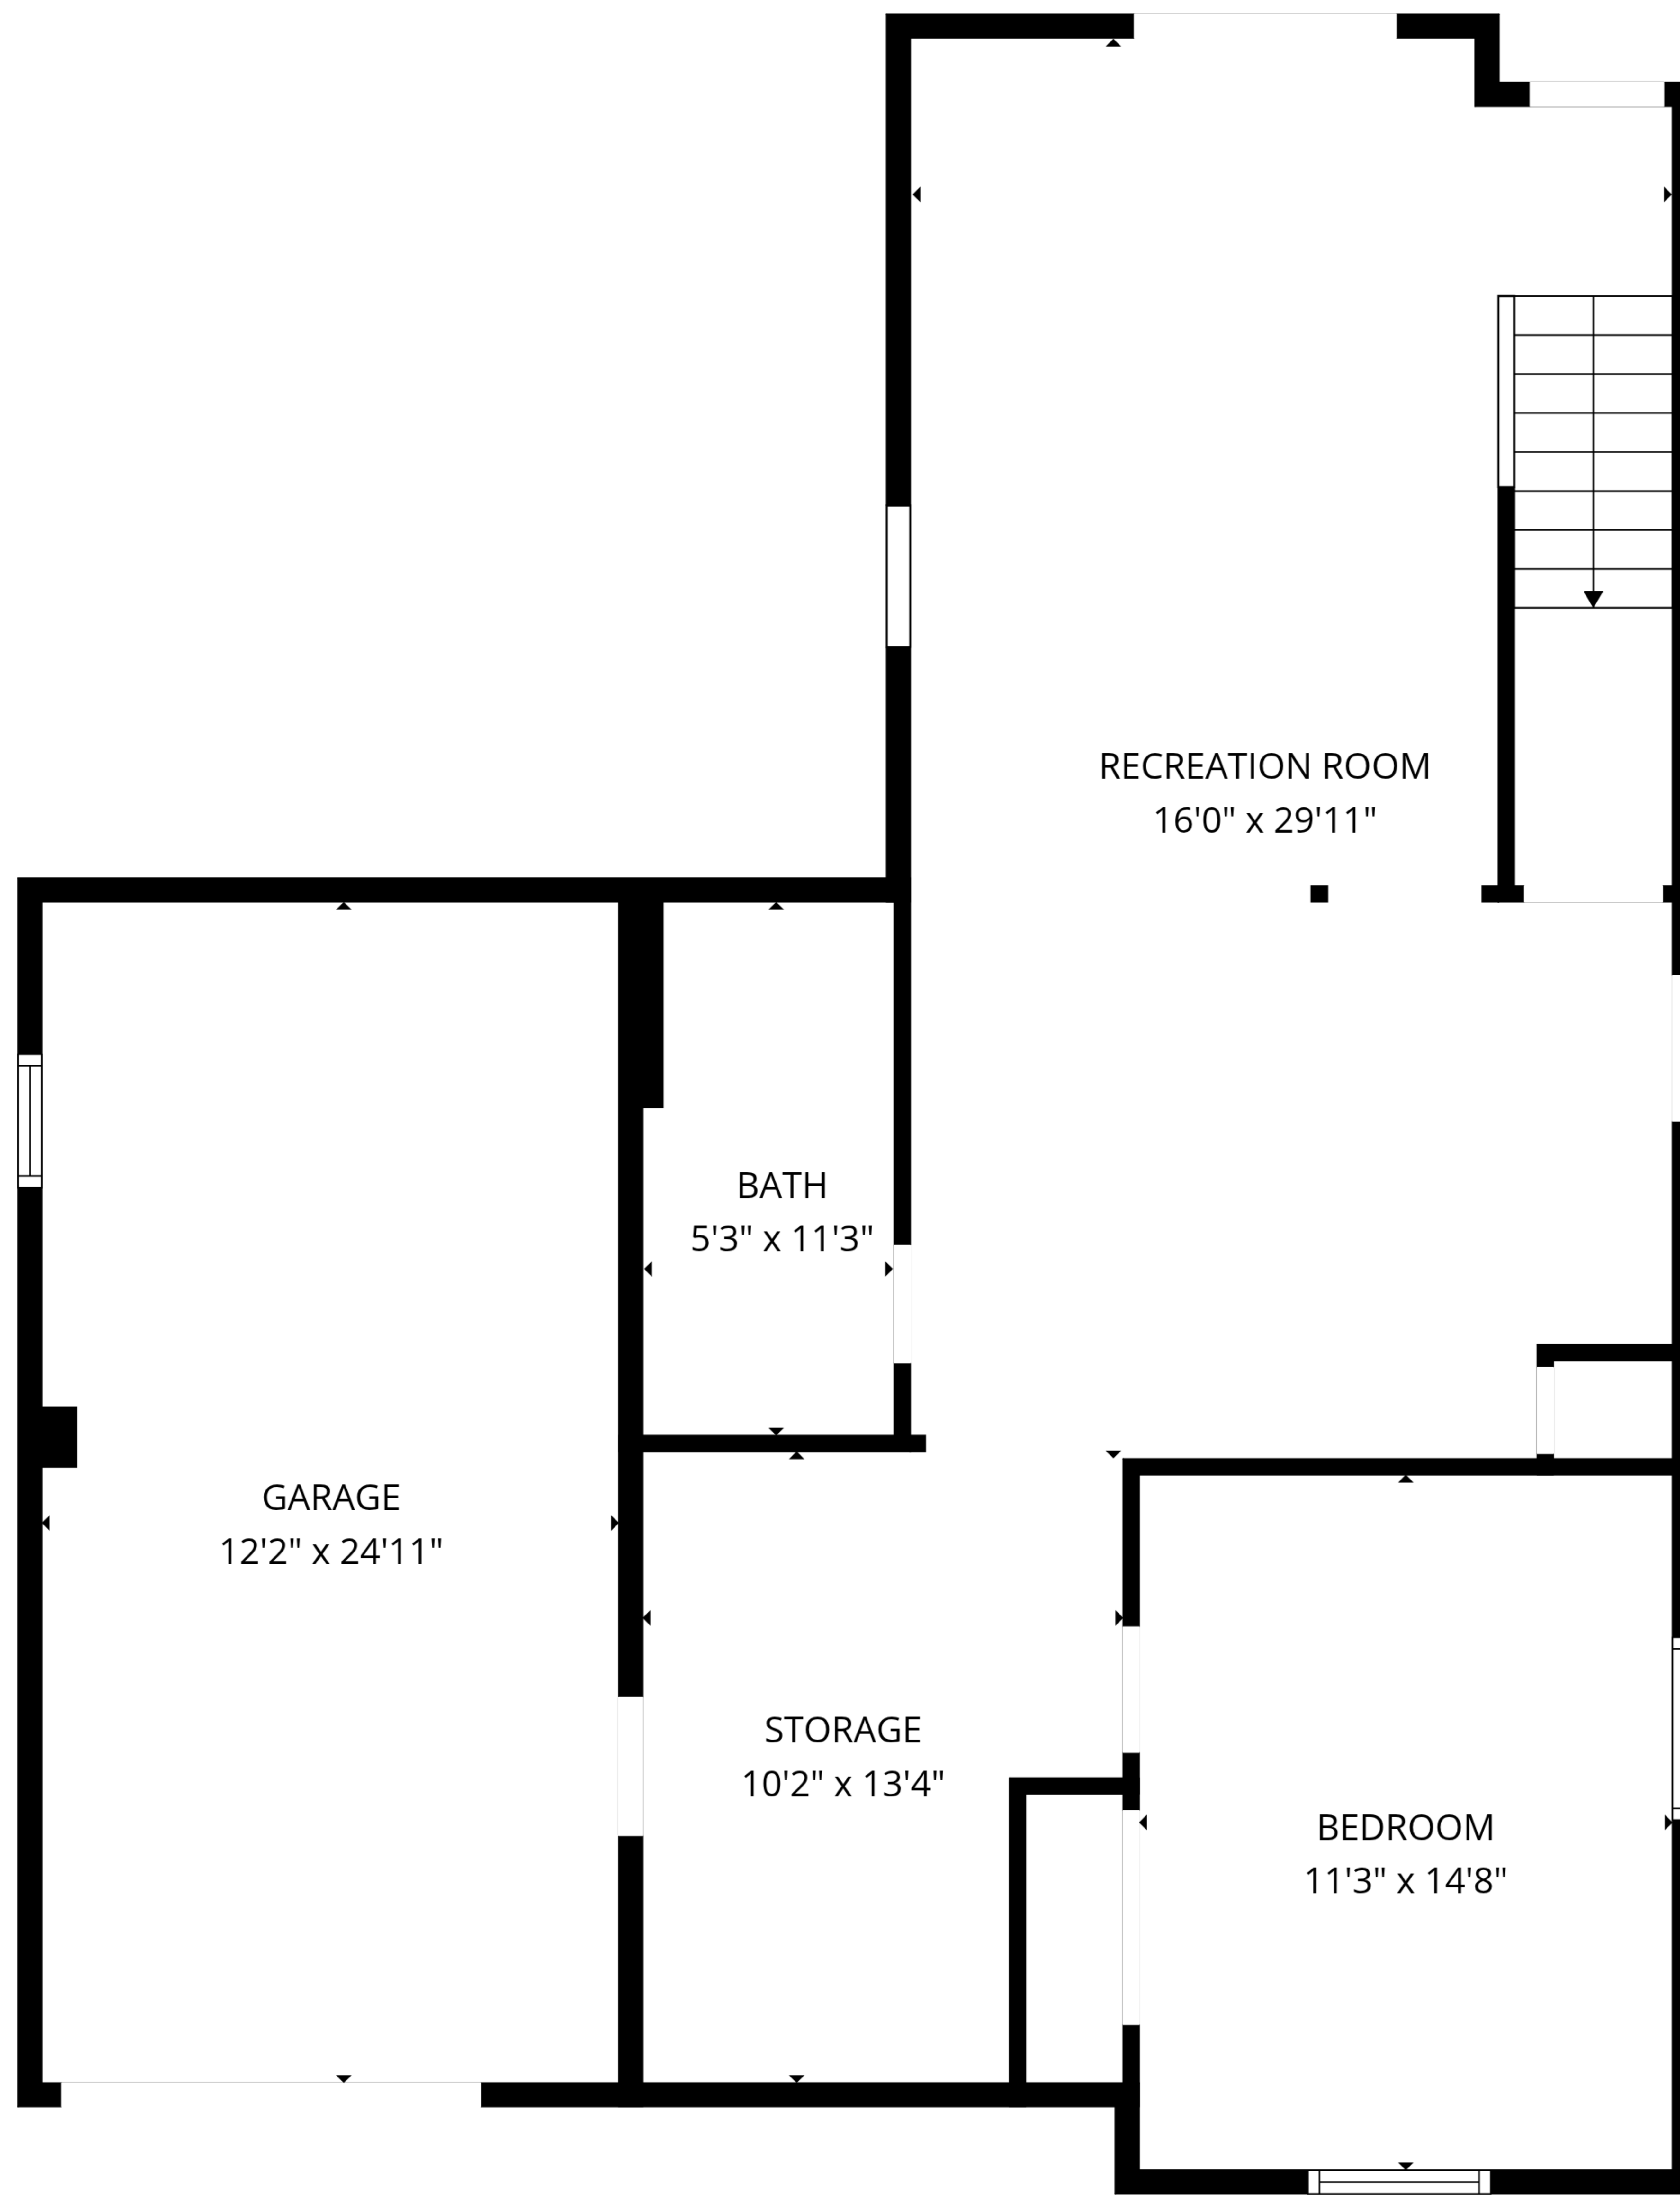 RECREATION ROOM
16'0" x 29'11"
BATH
5'3" x 11'3"
GARAGE
12'2" x 24'11"
STORAGE
10'2" x 13'4"
BEDROOM
11'3" x 14'8"